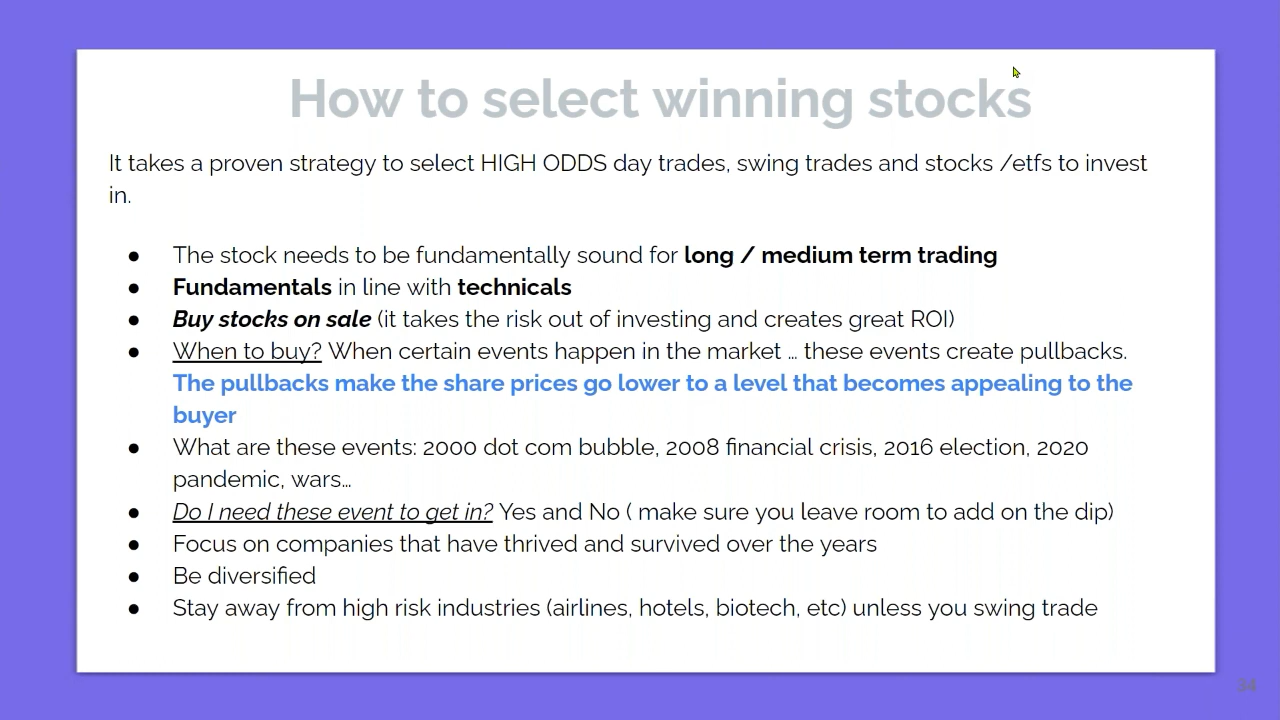 How to select winning stocks
It takes a proven strategy to select HIGH ODDS day trades, swing trades and stocks /etfs to invest
in.
● The stock needs to be fundamentally sound for long / medium term trading
● Fundamentals in line with technicals
● Buy stocks on sale (it takes the risk out of investing and creates great ROI)
● When to buy? When certain events happen in the market … these events create pullbacks.
The pullbacks make the share prices go lower to a level that becomes appealing to the
buyer
● What are these events: 2000 dot com bubble, 2008 financial crisis, 2016 election, 2020
pandemic, wars…
● Do I need these event to get in? Yes and No ( make sure you leave room to add on the dip)
● Focus on companies that have thrived and survived over the years
● Be diversified
● Stay away from high risk industries (airlines, hotels, biotech, etc) unless you swing trade
34